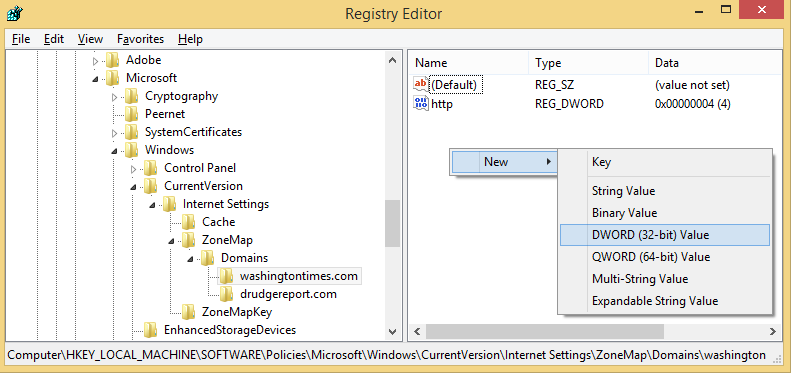 Registry Editor
File Edit View Favorites Help
Adobe
Microsoft
Cryptography
Peernet
SystemCertificates
Windows
Control Panel
CurrentVersion
Internet Settings
Cache
ZoneMap
Domains
washingtontimes.com
drudgereport.com
ZoneMapKey
EnhancedStorageDevices
Name Type Data
ab (Default) REG_SZ (value not set)
http REG_DWORD 0x00000004 (4)
New
Key
String Value
Binary Value
DWORD (32-bit) Value
QWORD (64-bit) Value
Multi-String Value
Expandable String Value
Computer\HKEY_LOCAL_MACHINE\SOFTWARE\Policies\Microsoft\Windows\CurrentVersion\Internet Settings\ZoneMap\Domains\washington